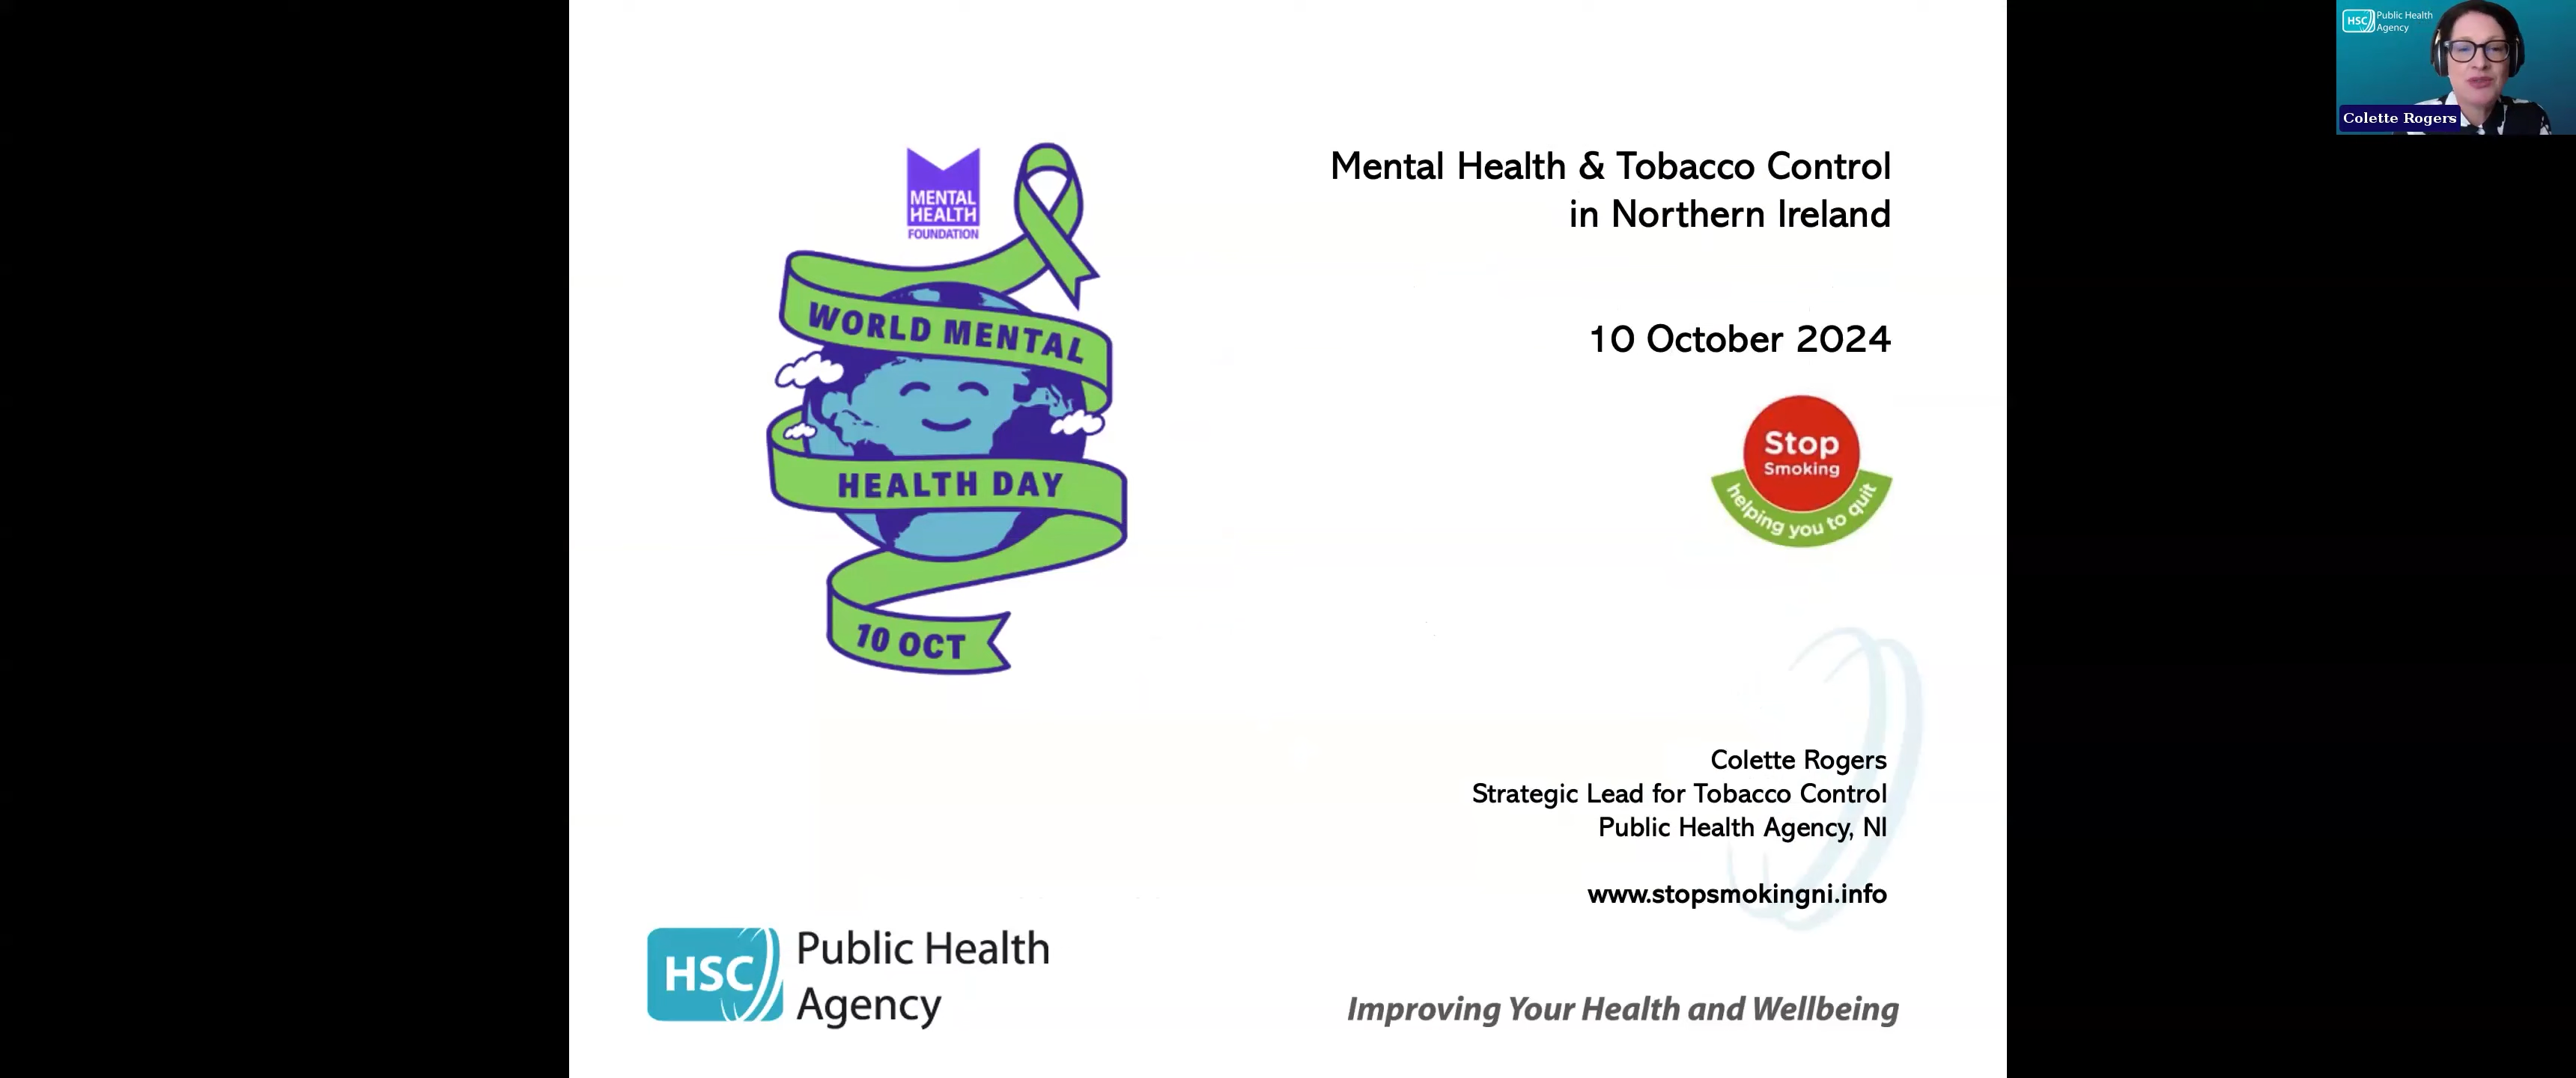 MENTAL
HEALTH
FOUNDATION
WORLD MENTAL
HEALTH DAY
10 OCT
Mental Health & Tobacco Control
in Northern Ireland
10 October 2024
Stop
Smoking
helping you to quit
Colette Rogers
Strategic Lead for Tobacco Control
Public Health Agency, NI
www.stopsmokingni.info
HSC Public Health
Agency
Improving Your Health and Wellbeing
HSC Public Health
Agency
Colette Rogers